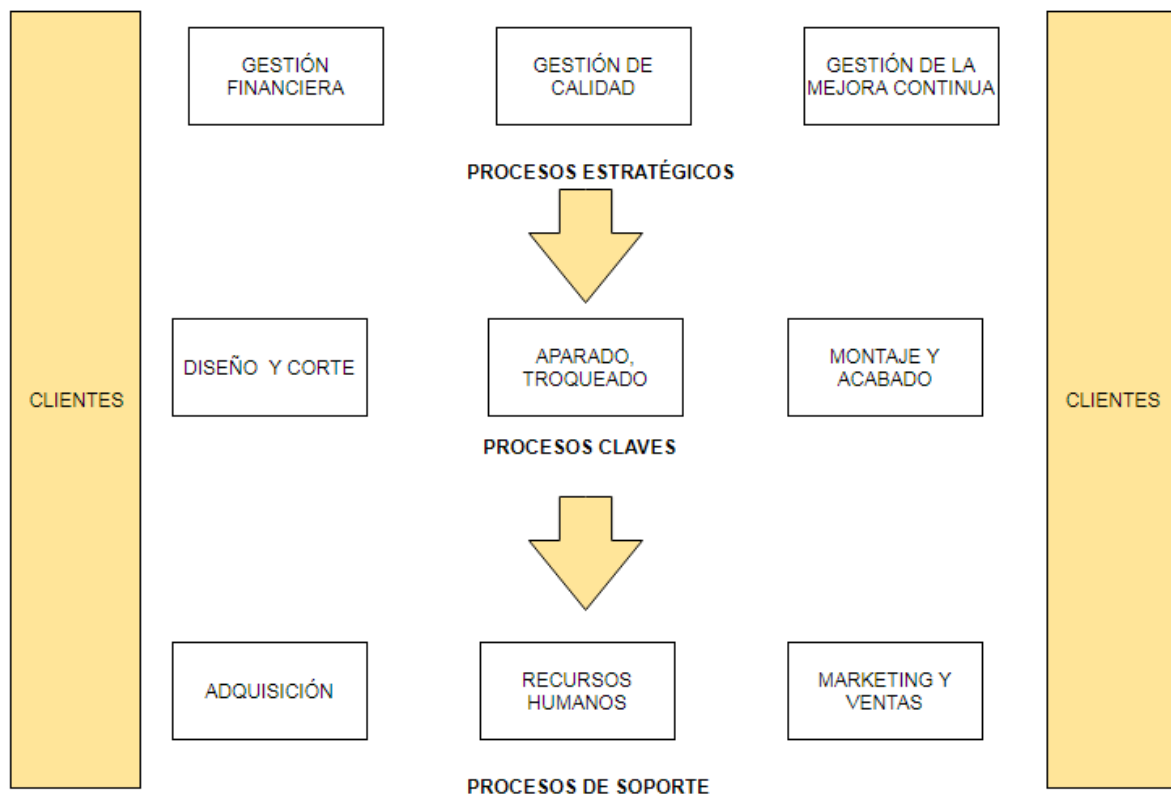 GESTIÓN
FINANCIERA
GESTIÓN DE
CALIDAD
GESTIÓN DE LA
MEJORA CONTINUA
PROCESOS ESTRATÉGICOS
CLIENTES
DISEÑO Y CORTE
APARADO,
TROQUEADO
MONTAJE Y
ACABADO
CLIENTES
PROCESOS CLAVES
ADQUISICIÓN
RECURSOS
HUMANOS
MARKETING Y
VENTAS
PROCESOS DE SOPORTE